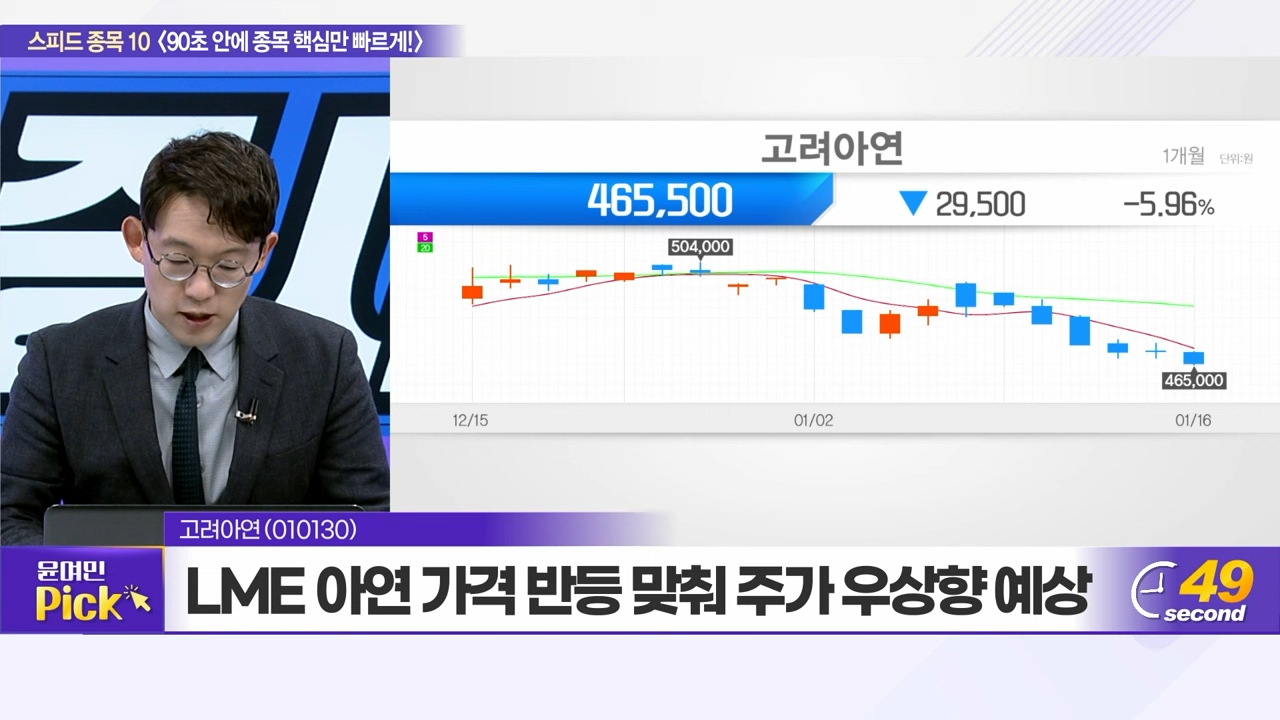 스피드 종목 10 〈90초 안에 종목 핵심만 빠르게!〉
고려아연
1개월 단위:원
465,500 ▼ 29,500 -5.96%
5
20
504,000
465,000
12/15 01/02 01/16
고려아연(010130)
윤여민
Pick
LME 아연 가격 반등 맞춰 주가 우상향 예상
49
second